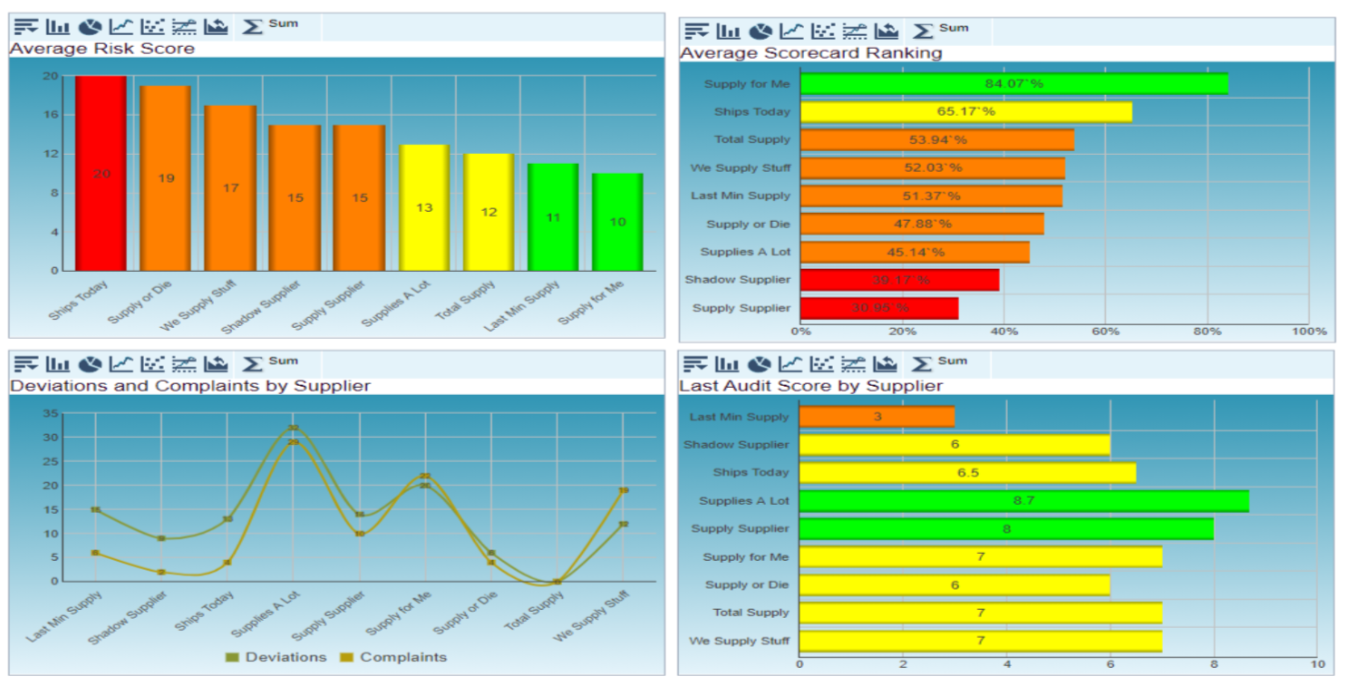 Sum
Average Risk Score
20
16
12
8
4
0
20
19
17
15
15
13
12
11
10
Ships Today
Supply or Die
We Supply Stuff
Shadow Supplier
Supply Supplier
Supplies A Lot
Total Supply
Last Min Supply
Supply for Me
Sum
Average Scorecard Ranking
Supply for Me 84.07`%
Ships Today 65.17`%
Total Supply 53.94`%
We Supply Stuff 52.03`%
Last Min Supply 51.37`%
Supply or Die 47.88`%
Supplies A Lot 45.14`%
Shadow Supplier 39.17`%
Supply Supplier 30.95`%
0% 20% 40% 60% 80% 100%
Sum
Deviations and Complaints by Supplier
35
30
25
20
15
10
5
0
15
9
13
32
14
20
6
0
12
6
2
4
29
10
22
4
19
Last Min Supply
Shadow Supplier
Ships Today
Supplies A Lot
Supply Supplier
Supply for Me
Supply or Die
Total Supply
We Supply Stuff
Deviations Complaints
Sum
Last Audit Score by Supplier
Last Min Supply 3
Shadow Supplier 6
Ships Today 6.5
Supplies A Lot 8.7
Supply Supplier 8
Supply for Me 7
Supply or Die 6
Total Supply 7
We Supply Stuff 7
0 2 4 6 8 10